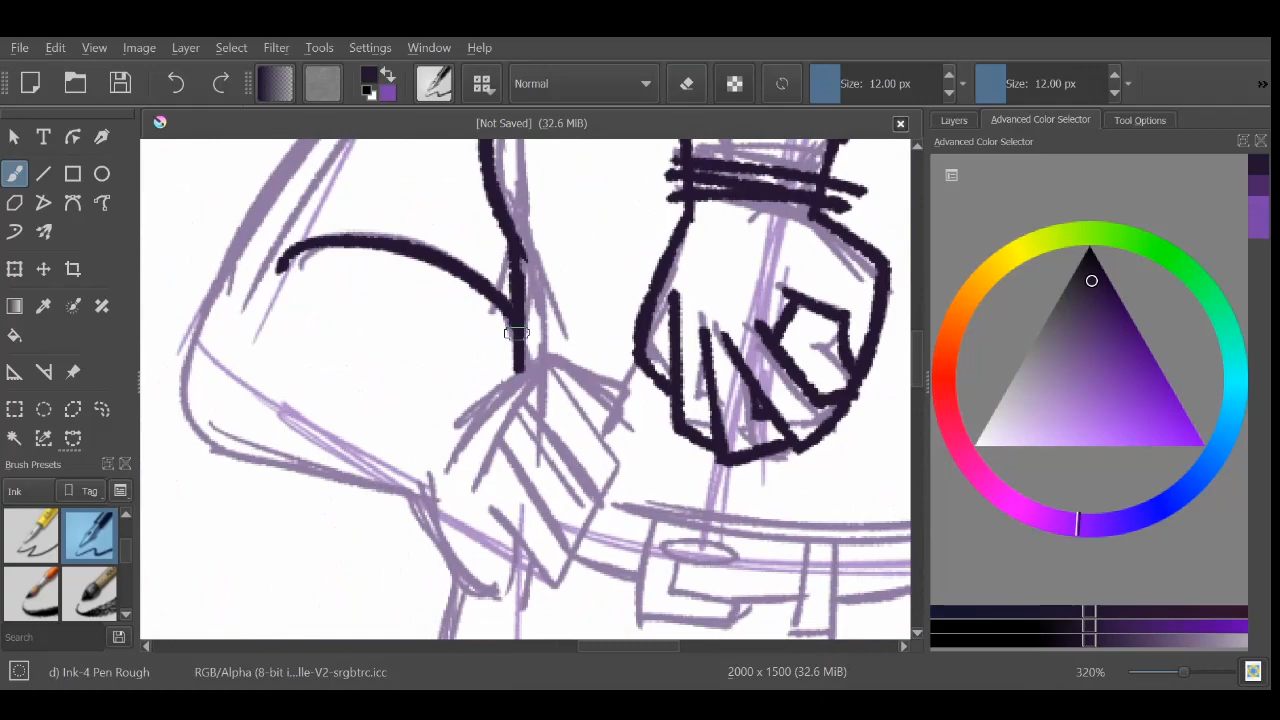 File Edit View Image Layer Select Filter Tools Settings Window Help
Normal Size: 12.00 px Size: 12.00 px »
[Not Saved] (32.6 MiB)
Layers Advanced Color Selector Tool Options
Advanced Color Selector
Brush Presets
Ink Tag
Search
d) Ink-4 Pen Rough RGB/Alpha (8-bit i...lle-V2-srgbtrc.icc 2000 x 1500 (32.6 MiB) 320%